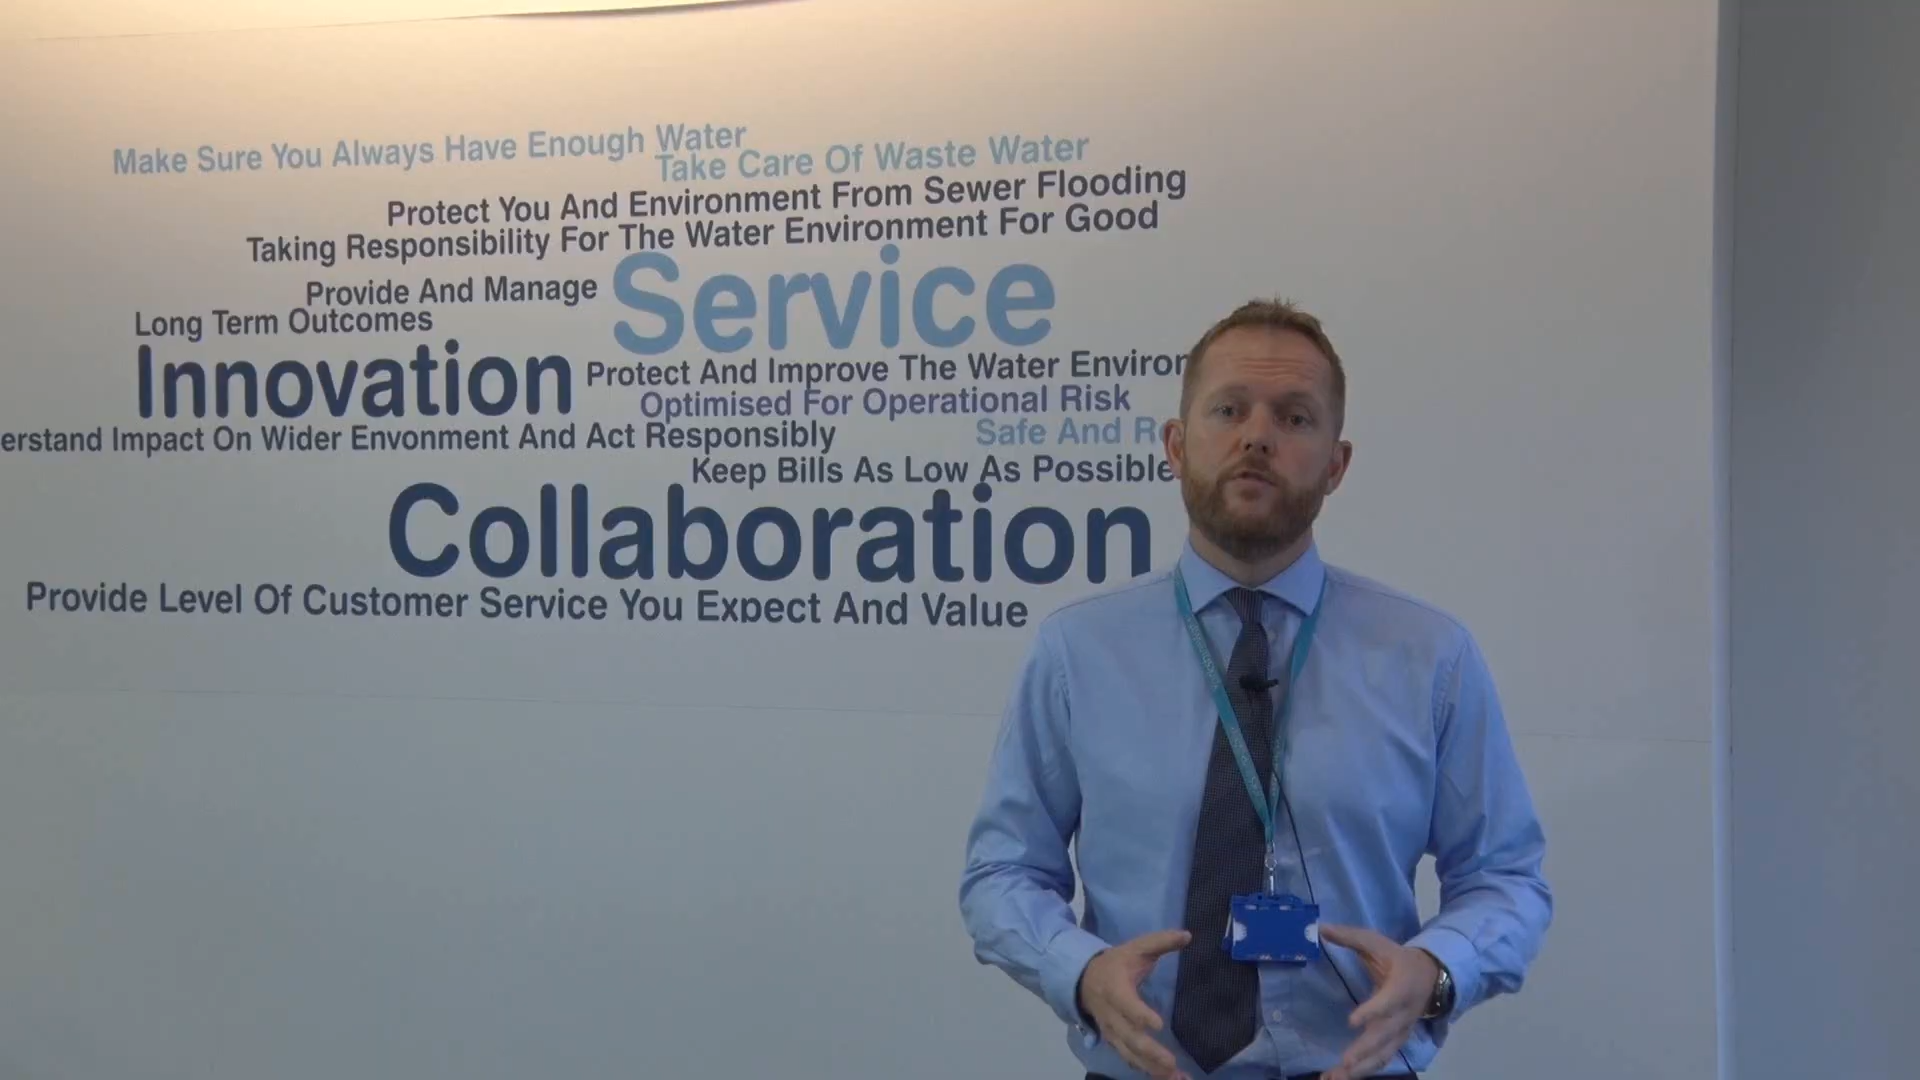 Make Sure You Always Have Enough Water
Take Care Of Waste Water
Protect You And Environment From Sewer Flooding
Taking Responsibility For The Water Environment For Good
Provide And Manage
Service
Long Term Outcomes
Innovation
Protect And Improve The Water Environ
Optimised For Operational Risk
erstand Impact On Wider Envonment And Act Responsibly
Safe And Re
Keep Bills As Low As Possible
Collaboration
Provide Level Of Customer Service You Expect And Value